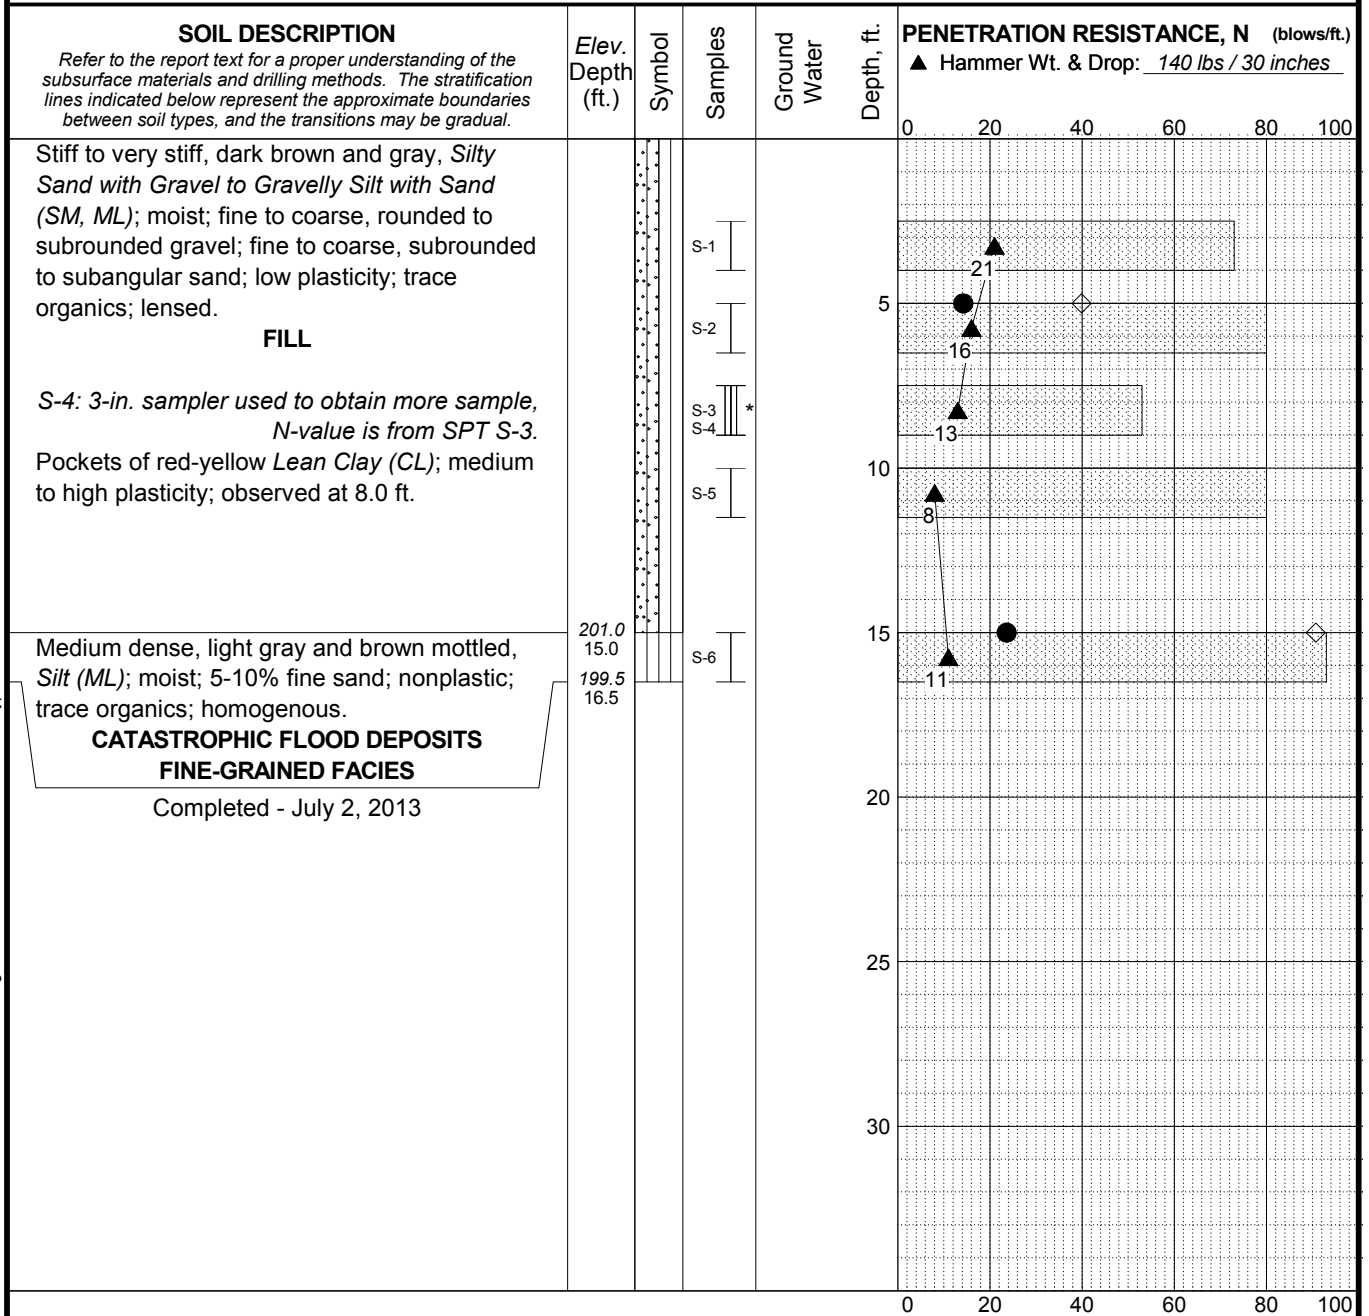 SOIL DESCRIPTION
Refer to the report text for a proper understanding of the
subsurface materials and drilling methods. The stratification
lines indicated below represent the approximate boundaries
between soil types, and the transitions may be gradual.
Elev.
Depth
(ft.)
Symbol
Samples
Ground
Water
Depth, ft.
PENETRATION RESISTANCE, N (blows/ft.)
▲ Hammer Wt. & Drop: 140 lbs / 30 inches
0 20 40 60 80 100
Stiff to very stiff, dark brown and gray, Silty
Sand with Gravel to Gravelly Silt with Sand
(SM, ML); moist; fine to coarse, rounded to
subrounded gravel; fine to coarse, subrounded
to subangular sand; low plasticity; trace
organics; lensed.
FILL
S-4: 3-in. sampler used to obtain more sample,
N-value is from SPT S-3.
Pockets of red-yellow Lean Clay (CL); medium
to high plasticity; observed at 8.0 ft.
Medium dense, light gray and brown mottled,
Silt (ML); moist; 5-10% fine sand; nonplastic;
trace organics; homogenous.
CATASTROPHIC FLOOD DEPOSITS
FINE-GRAINED FACIES
Completed - July 2, 2013
201.0
15.0
199.5
16.5
S-1
S-2
S-3 *
S-4
S-5
S-6
5
10
15
20
25
30
21
16
13
8
11
0 20 40 60 80 100